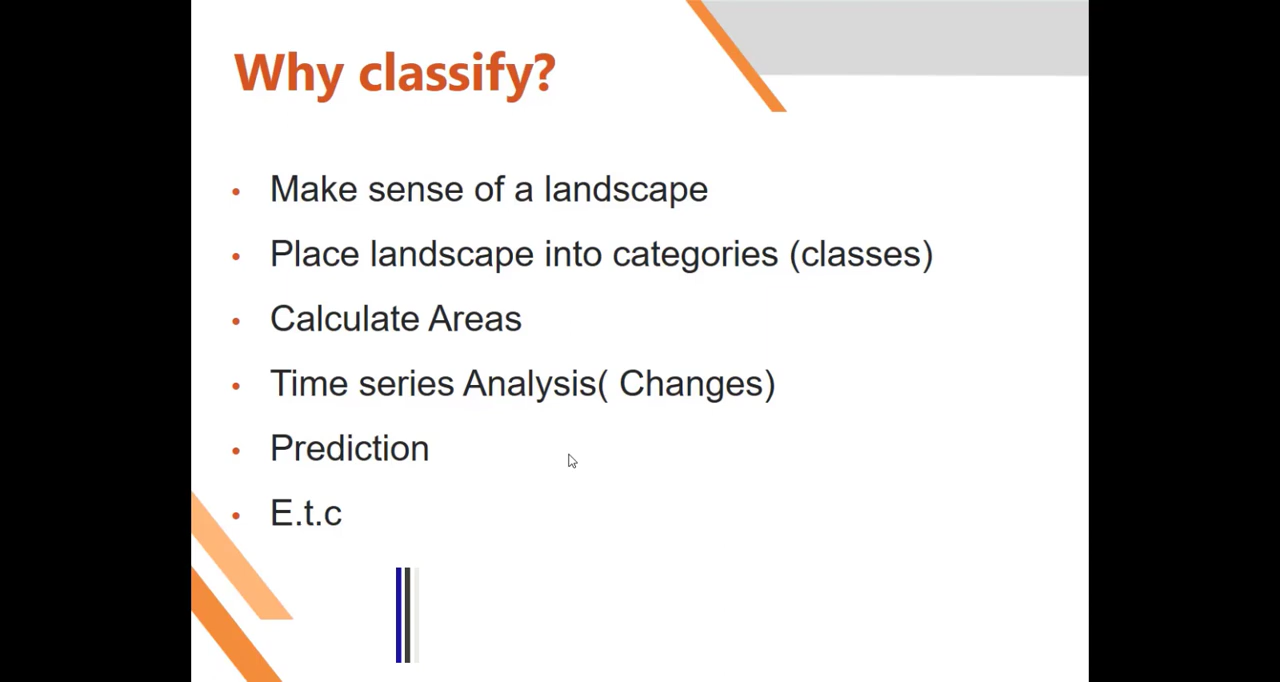 Why classify?
• Make sense of a landscape
• Place landscape into categories (classes)
• Calculate Areas
• Time series Analysis( Changes)
• Prediction
• E.t.c